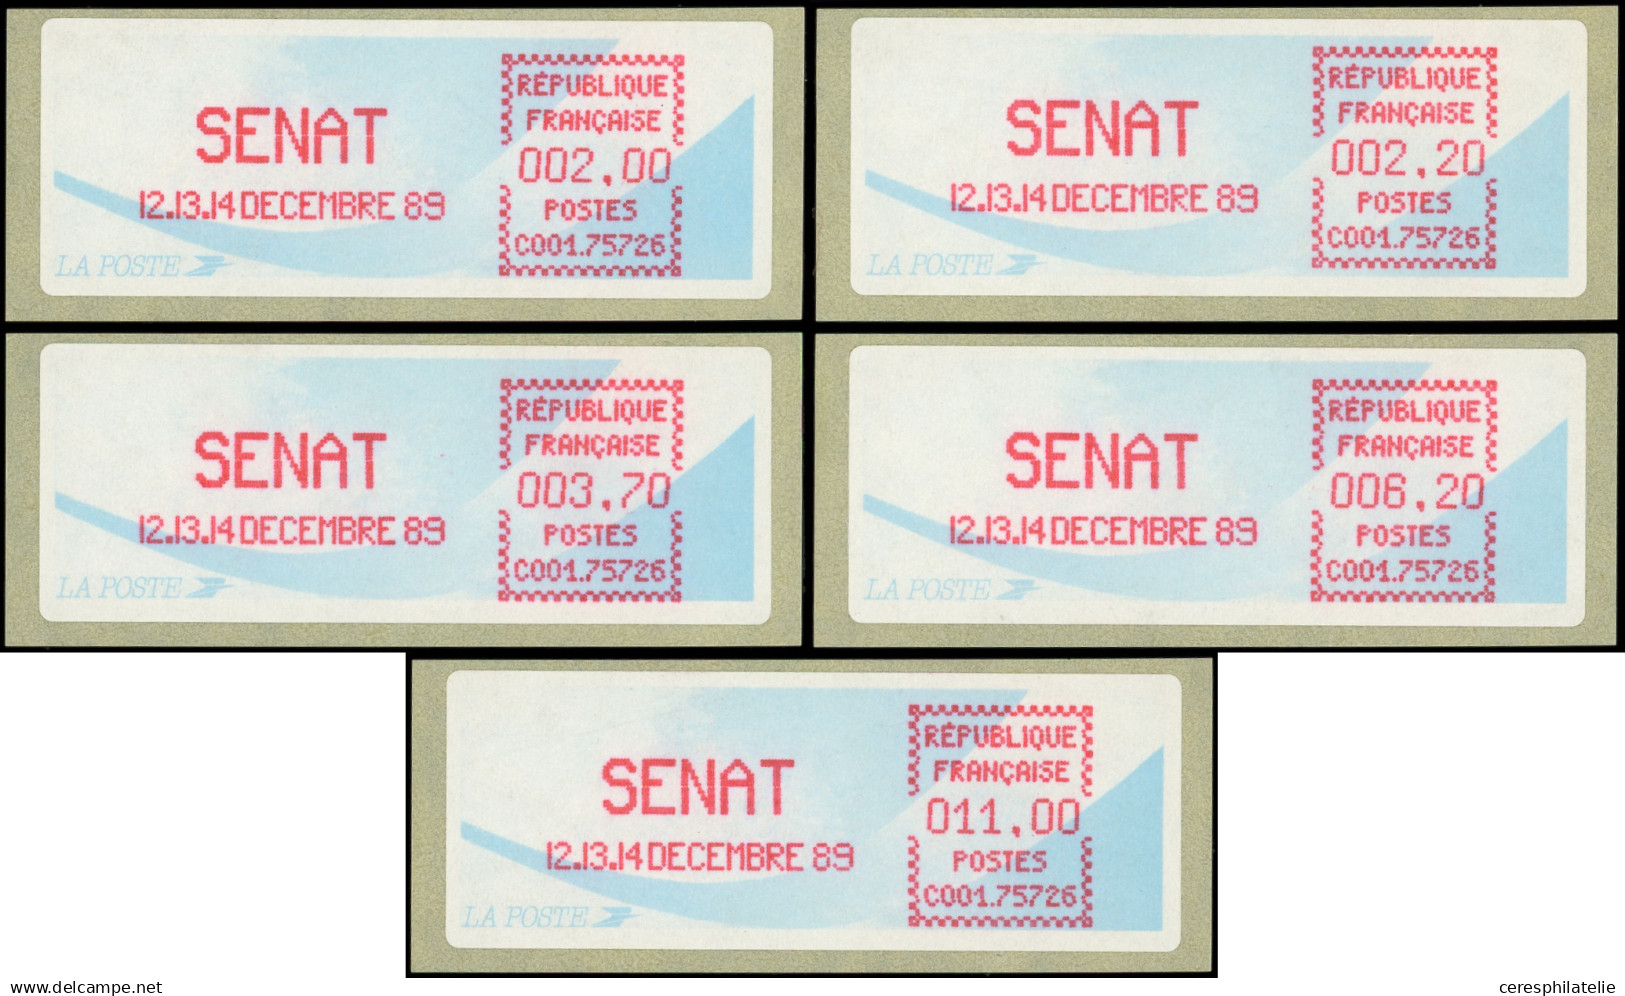 SENAT
12.13.14 DECEMBRE 89
LA POSTE
RÉPUBLIQUE
FRANÇAISE
002,00
POSTES
C001.75726
SENAT
12.13.14 DECEMBRE 89
LA POSTE
RÉPUBLIQUE
FRANÇAISE
002,20
POSTES
C001.75726
SENAT
12.13.14 DECEMBRE 89
LA POSTE
RÉPUBLIQUE
FRANÇAISE
003,70
POSTES
C001.75726
SENAT
12.13.14 DECEMBRE 89
LA POSTE
RÉPUBLIQUE
FRANÇAISE
006,20
POSTES
C001.75726
SENAT
12.13.14 DECEMBRE 89
LA POSTE
RÉPUBLIQUE
FRANÇAISE
011,00
POSTES
C001.75726
www.delcampe.net
ceresphilatelie